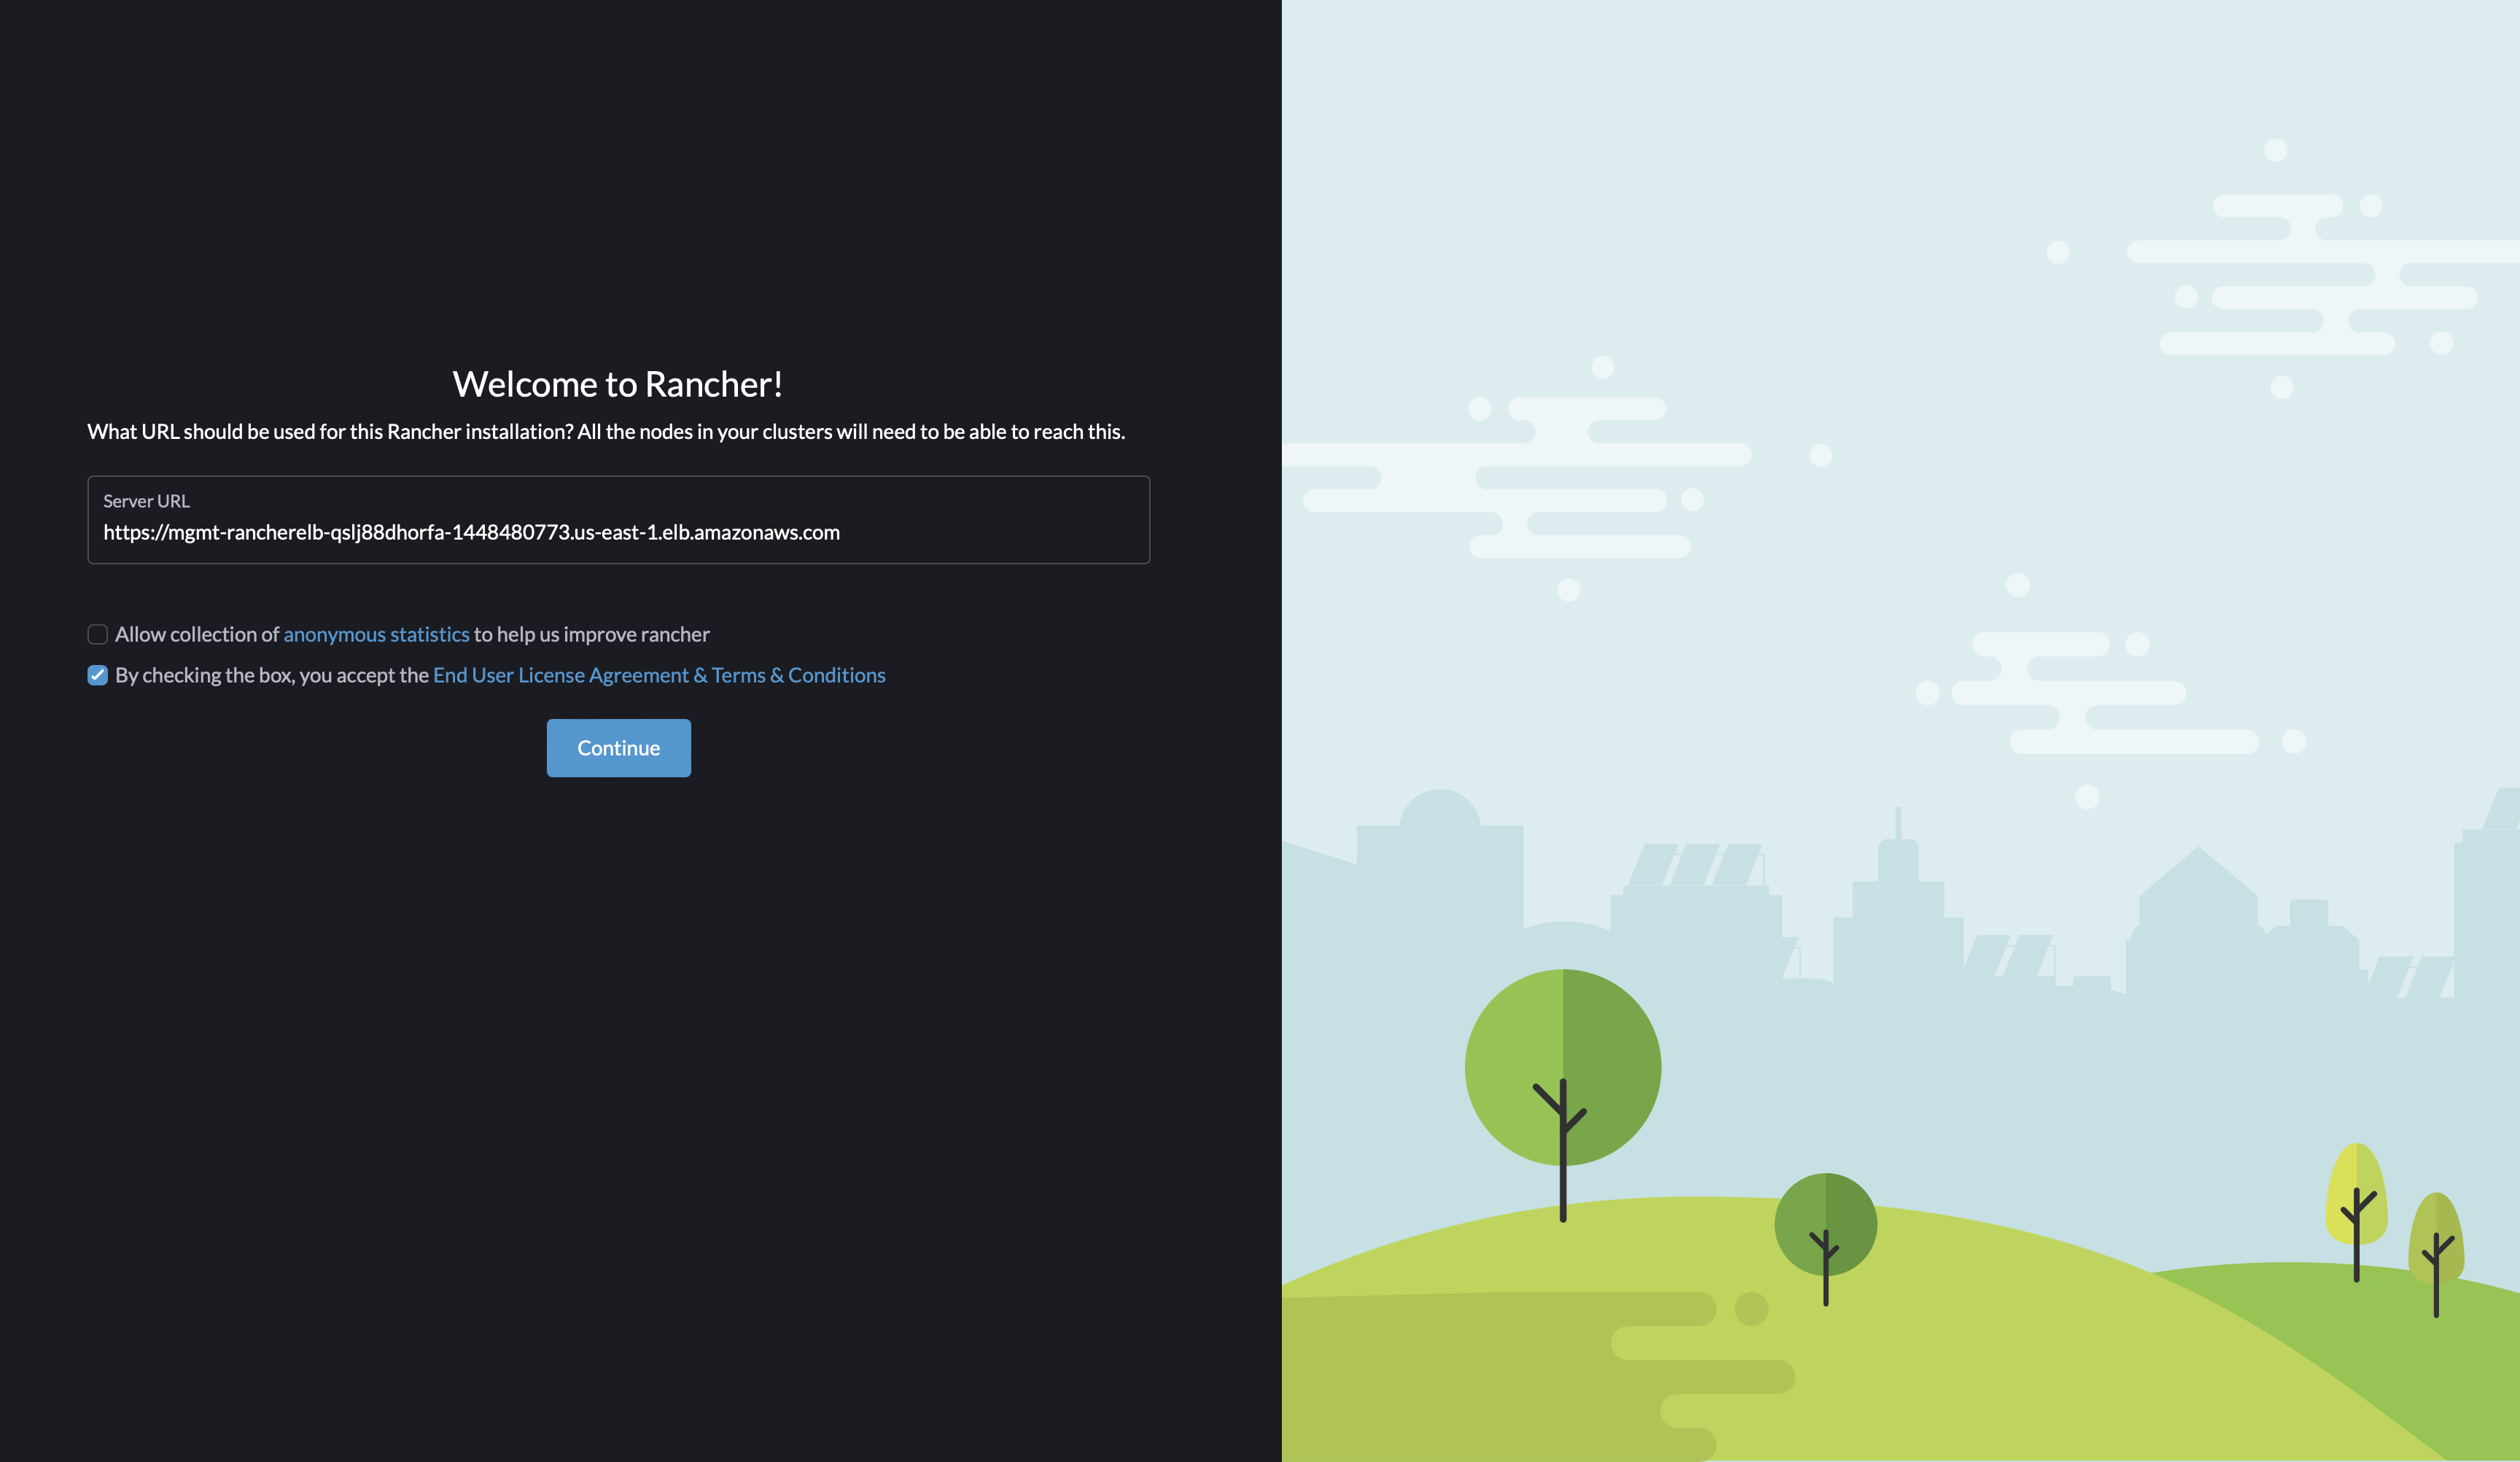 Welcome to Rancher!
What URL should be used for this Rancher installation? All the nodes in your clusters will need to be able to reach this.
Server URL
https://mgmt-rancherelb-qslj88dhorfa-1448480773.us-east-1.elb.amazonaws.com
Allow collection of anonymous statistics to help us improve rancher
By checking the box, you accept the End User License Agreement & Terms & Conditions
Continue